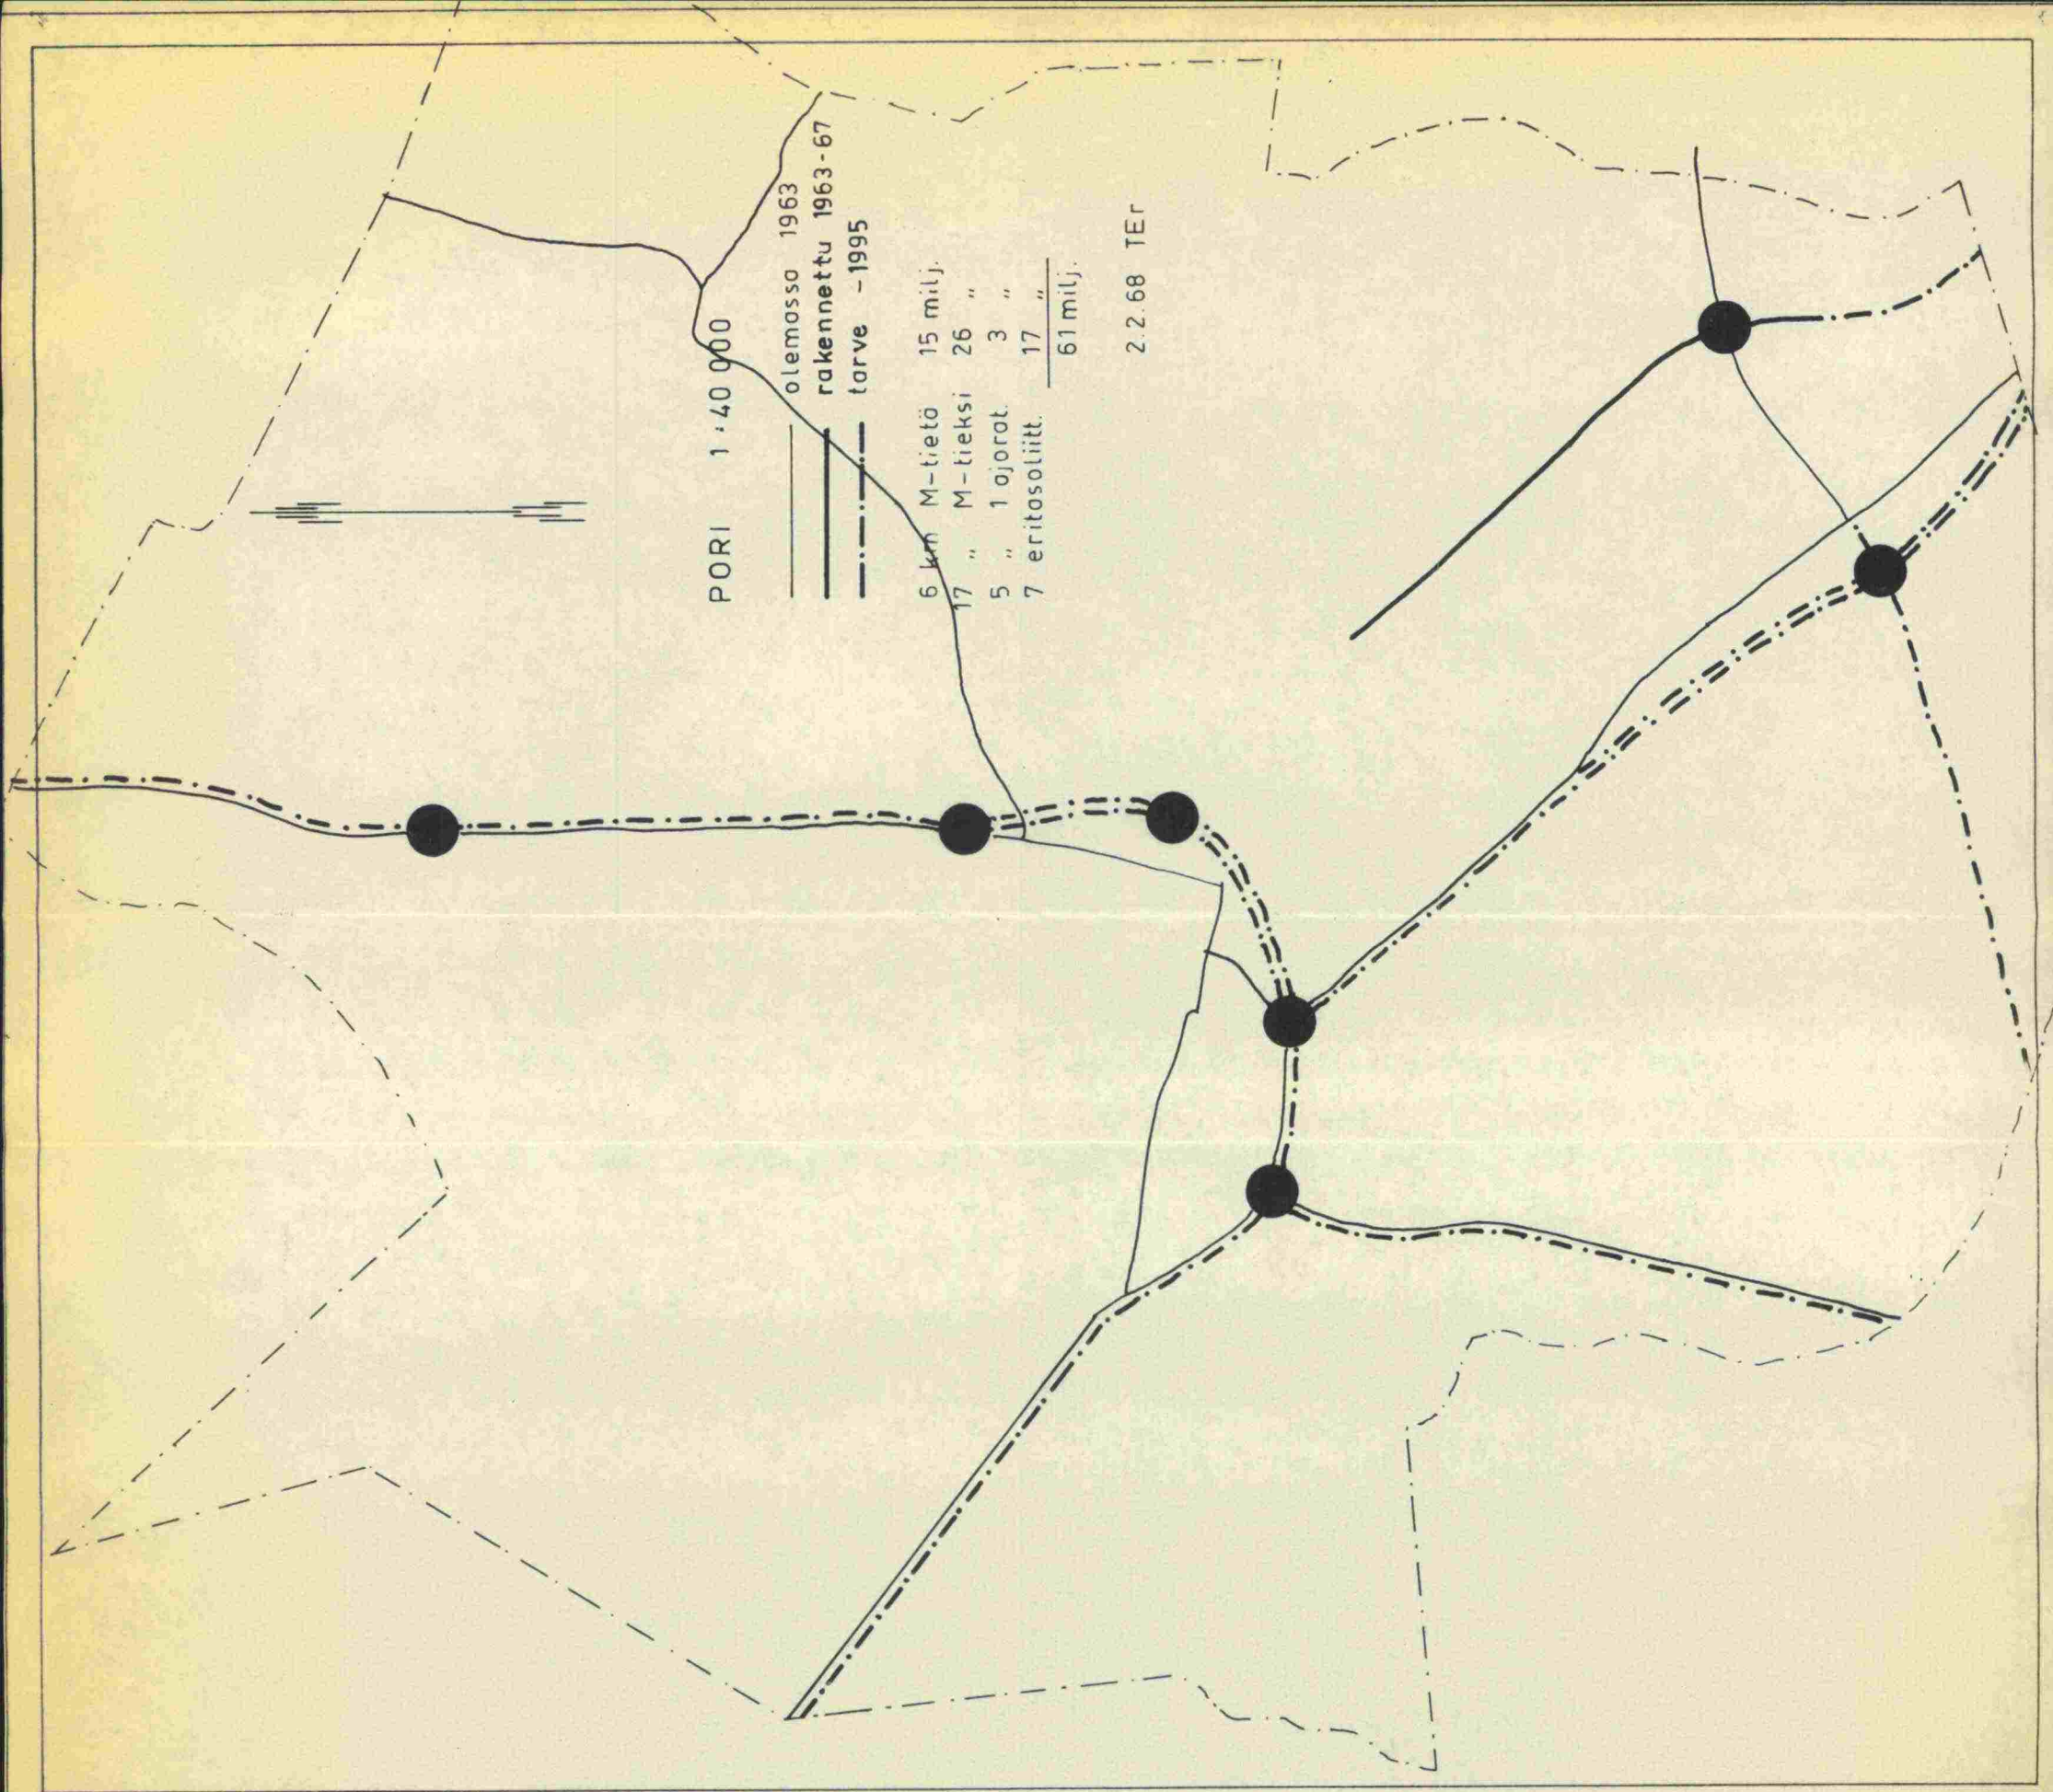 PORI 1:40 000
olemassa 1963
rakennettu 1963-67
tarve -1995
6 km M-tietä 15 milj.
17 " M-tieksi 26 "
5 " 1 ajorat. 3 "
7 eritasoliitt. 17 "
61 milj.
2.2.68 TEr